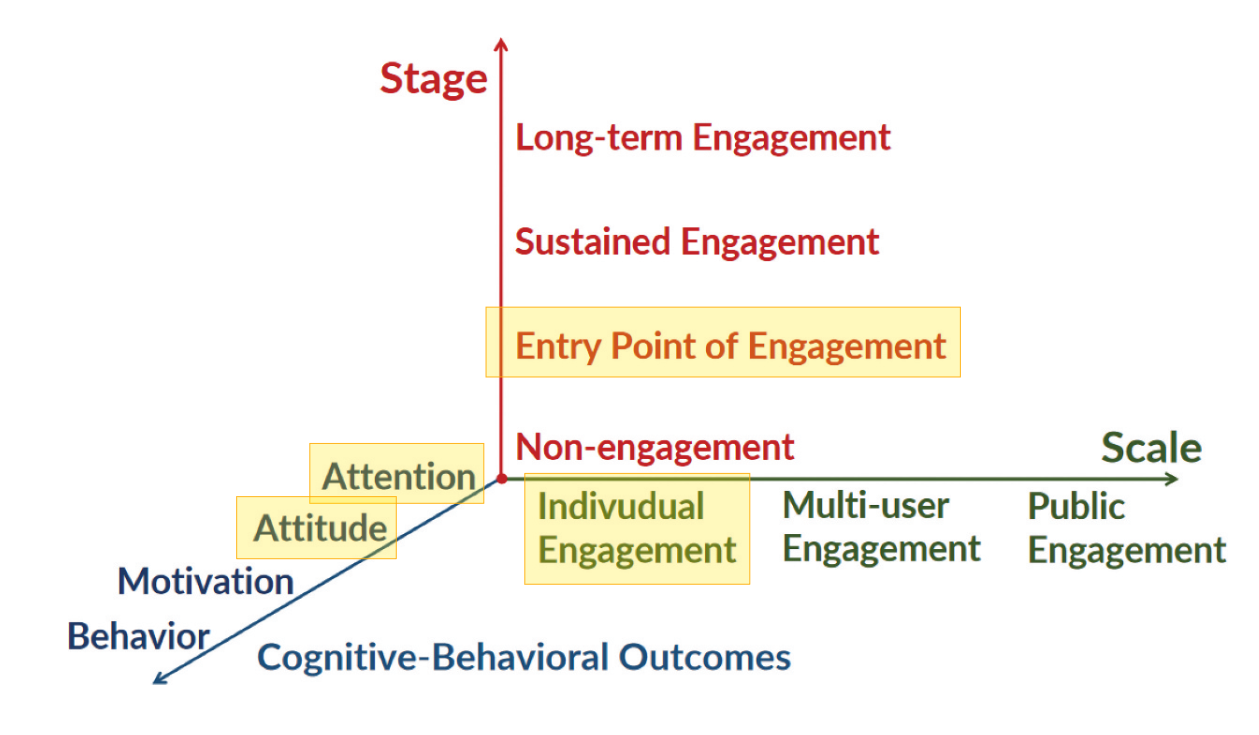 Stage
Long-term Engagement
Sustained Engagement
Entry Point of Engagement
Non-engagement
Scale
Attention
Attitude
Motivation
Behavior
Indivudual
Engagement
Multi-user
Engagement
Public
Engagement
Cognitive-Behavioral Outcomes